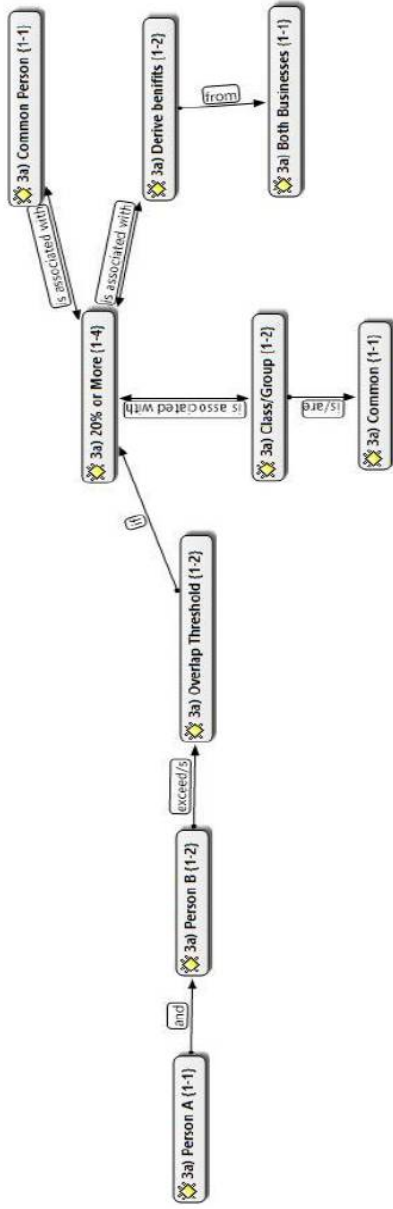 3a) Person A {1-1}
and
3a) Person B {1-2}
exceed/s
3a) Overlap Threshold {1-2}
if
3a) 20% or More {1-4}
is associated with
3a) Common Person {1-1}
is associated with
3a) Derive benifits {1-2}
from
3a) Both Businesses {1-1}
is associated with
3a) Class/Group {1-2}
is/are
3a) Common {1-1}